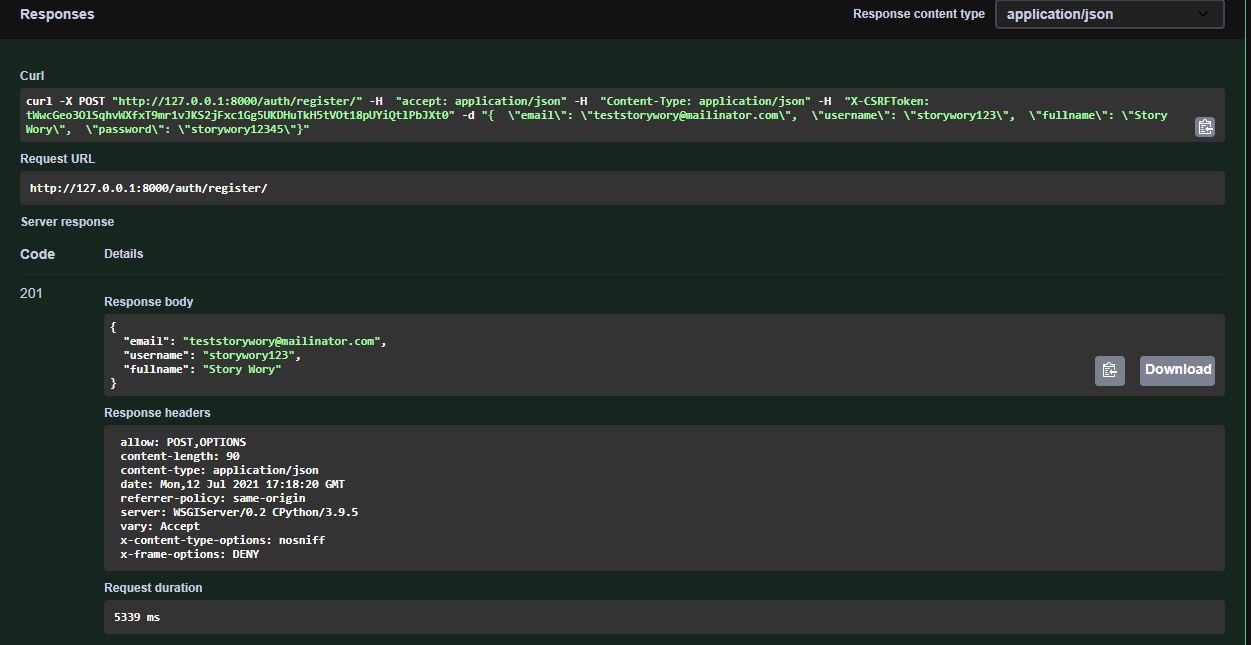 Responses
Response content type
application/json
Curl
curl -X POST "http://127.0.0.1:8000/auth/register/" -H  "accept: application/json" -H  "Content-Type: application/json" -H  "X-CSRFToken:
tWwcGeo3OlSqhvWXfxT9mr1vJKS2jFxc1Gg5UKDHuTkH5tVOt18pUYiQtlPbJXt0" -d "{  \"email\": \"teststorywory@mailinator.com\",  \"username\": \"storywory123\",  \"fullname\": \"Story
Wory\",  \"password\": \"storywory12345\"}"
Request URL
http://127.0.0.1:8000/auth/register/
Server response
Code
Details
201
Response body
{
  "email": "teststorywory@mailinator.com",
  "username": "storywory123",
  "fullname": "Story Wory"
}
Download
Response headers
allow: POST,OPTIONS
content-length: 90
content-type: application/json
date: Mon,12 Jul 2021 17:18:20 GMT
referrer-policy: same-origin
server: WSGIServer/0.2 CPython/3.9.5
vary: Accept
x-content-type-options: nosniff
x-frame-options: DENY
Request duration
5339 ms